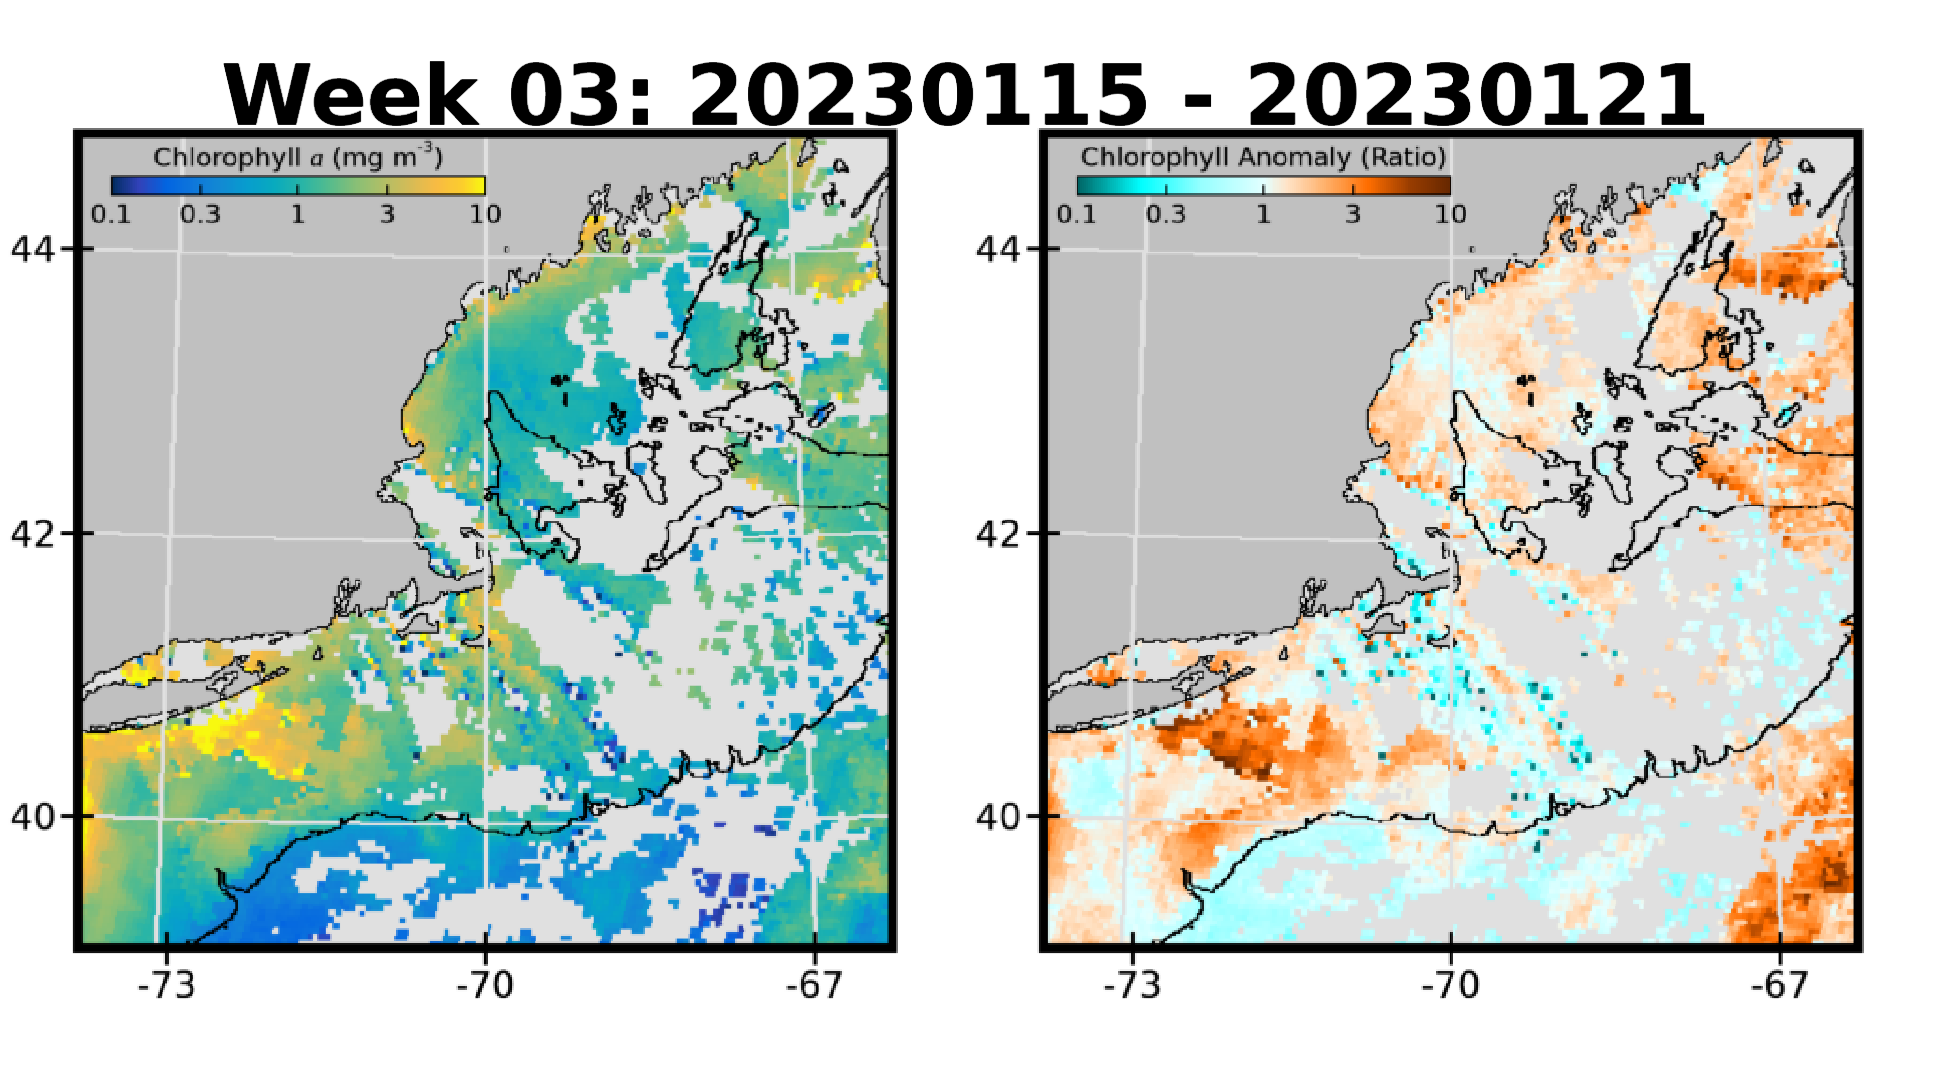 Week 03: 20230115 - 20230121
Chlorophyll a (mg m-3)
0.1 0.3 1 3 10
Chlorophyll Anomaly (Ratio)
0.1 0.3 1 3 10
44
42
40
-73 -70 -67
44
42
40
-73 -70 -67